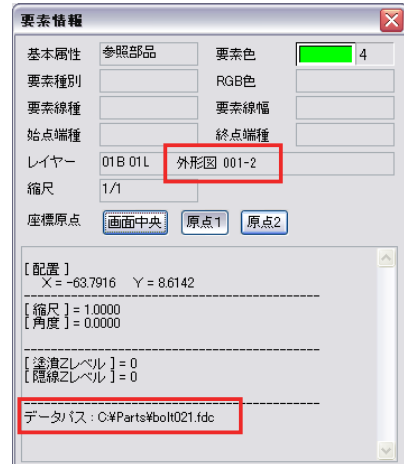 要素情報
基本属性 参照部品 要素色 4
要素種別 RGB色
要素線種 要素線幅
始点端種 終点端種
レイヤー 01B 01L 外形図 001-2
縮尺 1/1
座標原点 画面中央 原点1 原点2
[ 配置 ]
X = -63.7916 Y = 8.6142
[ 縮尺 ] = 1.0000
[ 角度 ] = 0.0000
[ 塗潰Zレベル ] = 0
[ 隠線Zレベル ] = 0
データパス : C:¥Parts¥bolt021.fdc